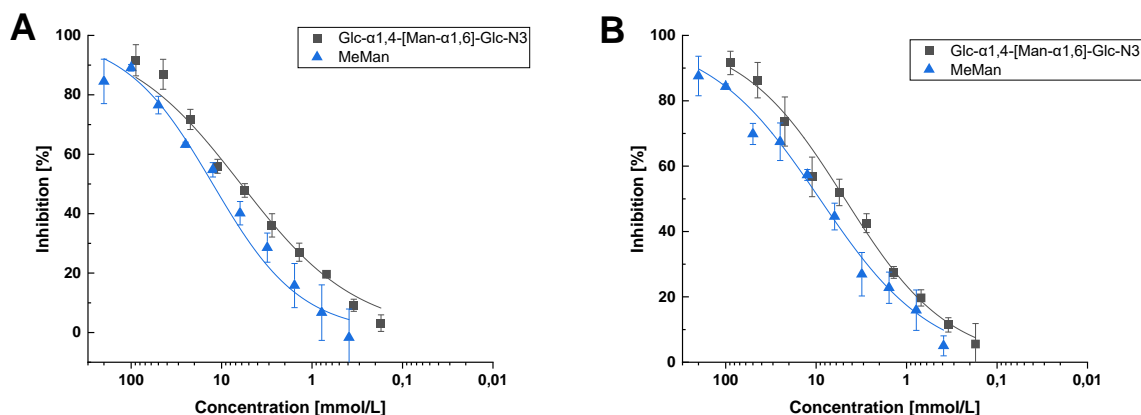 A
Glc-α1,4-[Man-α1,6]-Glc-N3
MeMan
100
80
60
40
20
0
Inhibition [%]
100
10
1
0,1
0,01
Concentration [mmol/L]
B
Glc-α1,4-[Man-α1,6]-Glc-N3
MeMan
100
80
60
40
20
0
Inhibition [%]
100
10
1
0,1
0,01
Concentration [mmol/L]